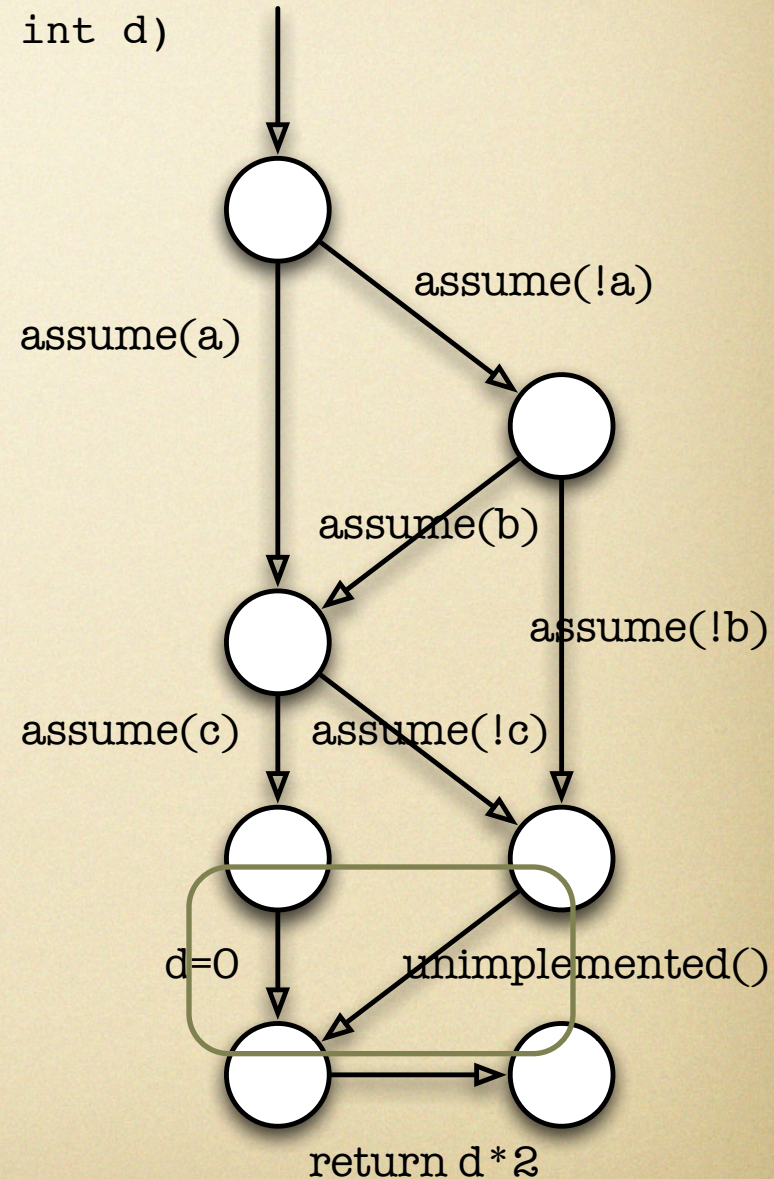 int d)
assume(!a)
assume(a)
assume(b)
assume(!b)
assume(c)
assume(!c)
d=0
unimplemented()
return d*2